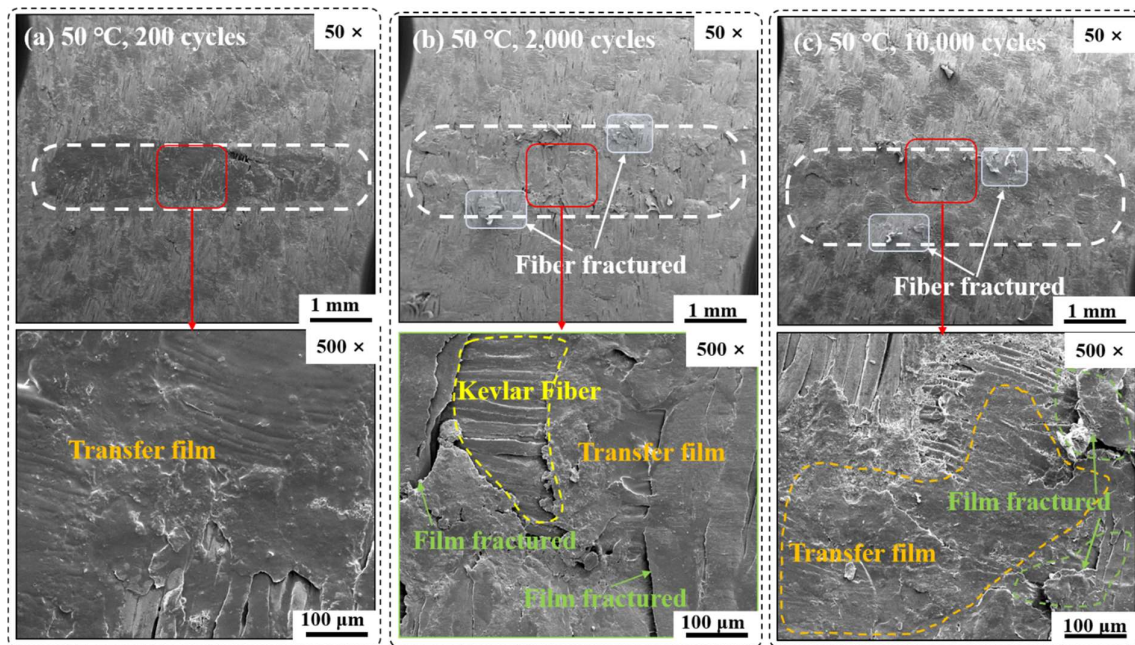 (a) 50 ℃, 200 cycles
50 ×
1 mm
500 ×
Transfer film
100 μm
(b) 50 ℃, 2,000 cycles
50 ×
Fiber fractured
1 mm
500 ×
Kevlar Fiber
Transfer film
Film fractured
Film fractured
100 μm
(c) 50 ℃, 10,000 cycles
50 ×
Fiber fractured
1 mm
500 ×
Film fractured
Transfer film
100 μm